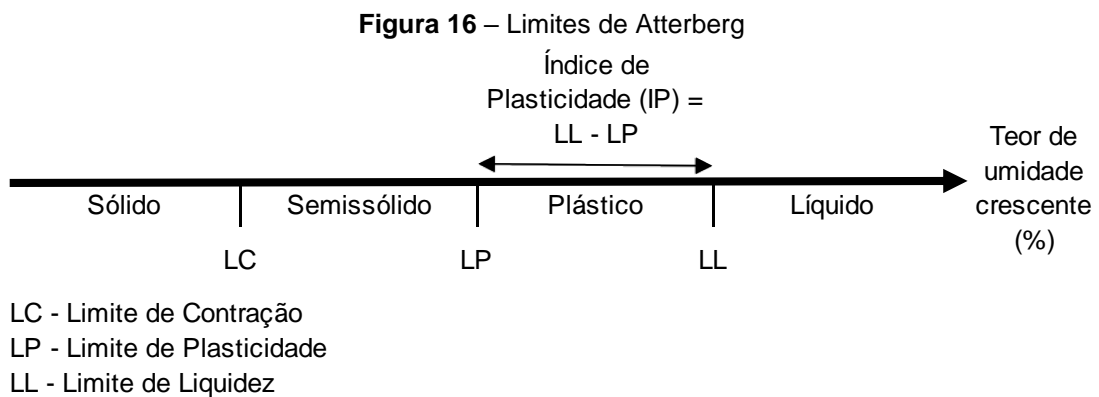 Figura 16 – Limites de Atterberg
Índice de
Plasticidade (IP) =
LL - LP
Teor de
umidade
crescente
(%)
Sólido
Semissólido
Plástico
Líquido
LC
LP
LL
LC - Limite de Contração
LP - Limite de Plasticidade
LL - Limite de Liquidez